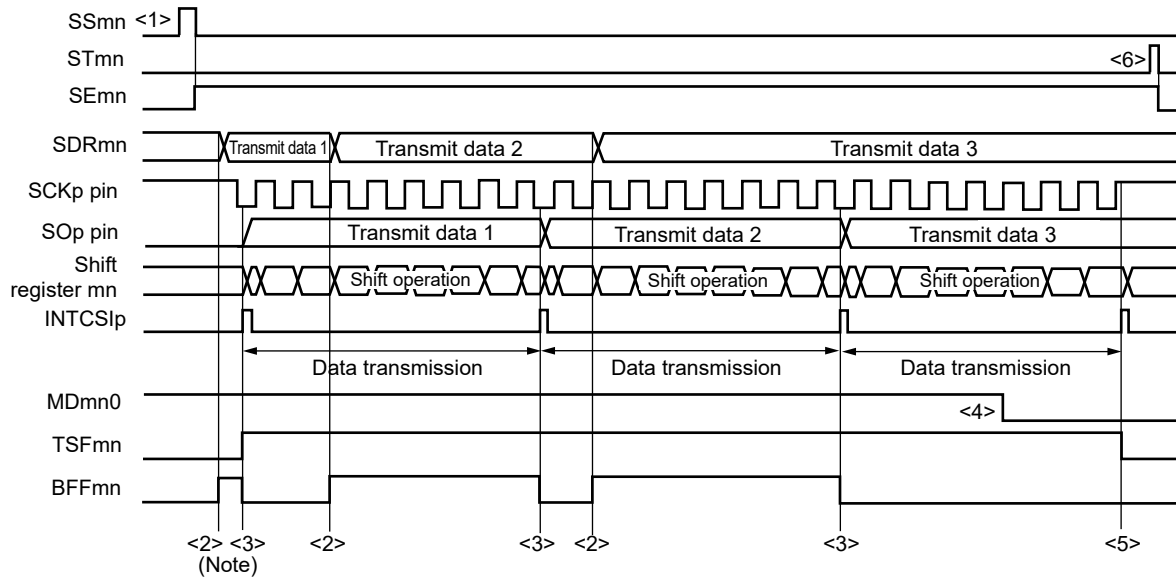 SSmn <1>
STmn <6>
SEmn
SDRmn Transmit data 1 Transmit data 2 Transmit data 3
SCKp pin
SOp pin Transmit data 1 Transmit data 2 Transmit data 3
Shift
register mn Shift operation Shift operation Shift operation
INTCSIp
Data transmission Data transmission Data transmission
MDmn0 <4>
TSFmn
BFFmn
<2> <3> <2> <3> <2> <3> <5>
(Note)